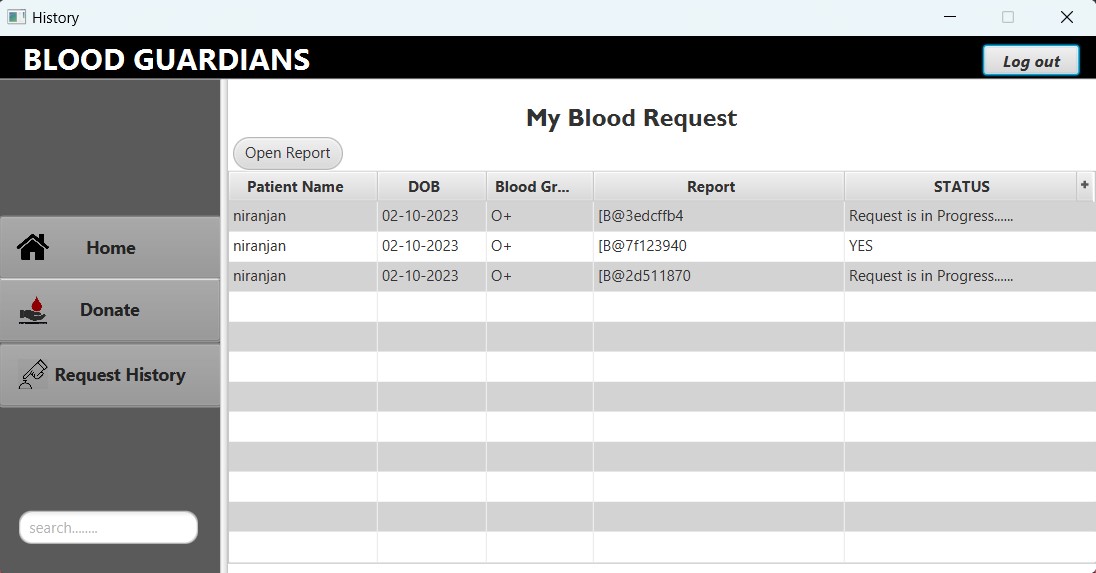 History
BLOOD GUARDIANS
Log out
My Blood Request
Open Report
Patient Name DOB Blood Gr... Report STATUS +
niranjan 02-10-2023 O+ [B@3edcffb4 Request is in Progress......
niranjan 02-10-2023 O+ [B@7f123940 YES
niranjan 02-10-2023 O+ [B@2d511870 Request is in Progress......
Home
Donate
Request History
search........